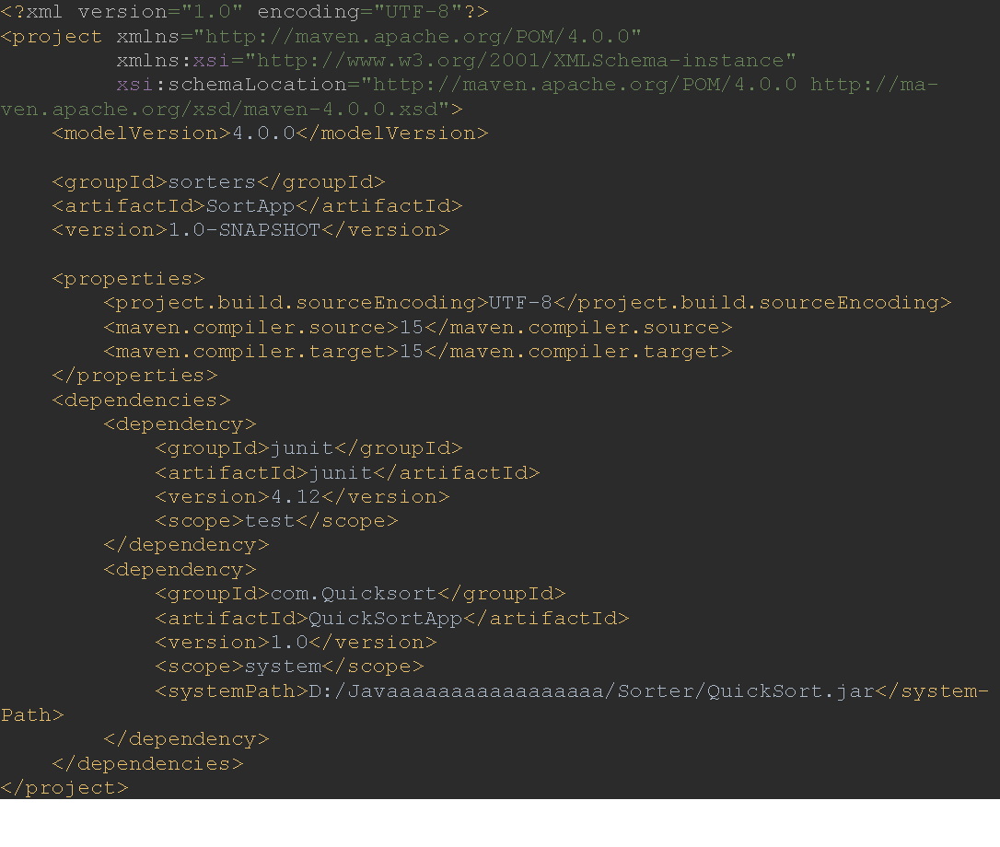 <?xml version="1.0" encoding="UTF-8"?>
<project xmlns="http://maven.apache.org/POM/4.0.0"
         xmlns:xsi="http://www.w3.org/2001/XMLSchema-instance"
         xsi:schemaLocation="http://maven.apache.org/POM/4.0.0 http://ma-
ven.apache.org/xsd/maven-4.0.0.xsd">
    <modelVersion>4.0.0</modelVersion>

    <groupId>sorters</groupId>
    <artifactId>SortApp</artifactId>
    <version>1.0-SNAPSHOT</version>

    <properties>
        <project.build.sourceEncoding>UTF-8</project.build.sourceEncoding>
        <maven.compiler.source>15</maven.compiler.source>
        <maven.compiler.target>15</maven.compiler.target>
    </properties>
    <dependencies>
        <dependency>
            <groupId>junit</groupId>
            <artifactId>junit</artifactId>
            <version>4.12</version>
            <scope>test</scope>
        </dependency>
        <dependency>
            <groupId>com.Quicksort</groupId>
            <artifactId>QuickSortApp</artifactId>
            <version>1.0</version>
            <scope>system</scope>
            <systemPath>D:/Javaaaaaaaaaaaaaaaaa/Sorter/QuickSort.jar</system-
Path>
        </dependency>
    </dependencies>
</project>